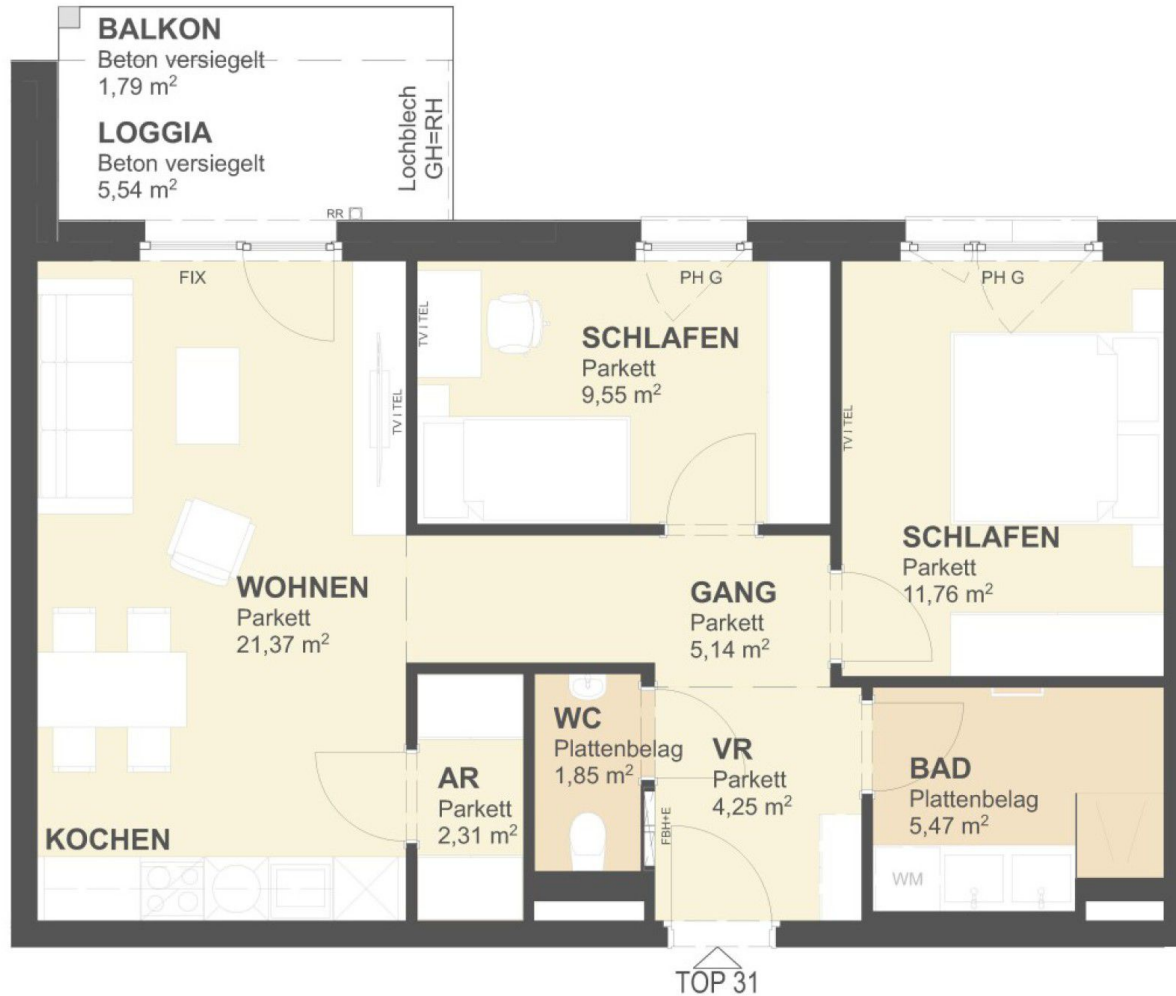 BALKON
Beton versiegelt
1,79 m²
LOGGIA
Beton versiegelt
5,54 m²
Lochblech
GH=RH
RR
FIX
PH G
PH G
TV I TEL
TV I TEL
TV I TEL
SCHLAFEN
Parkett
9,55 m²
SCHLAFEN
Parkett
11,76 m²
WOHNEN
Parkett
21,37 m²
GANG
Parkett
5,14 m²
WC
Plattenbelag
1,85 m²
VR
Parkett
4,25 m²
AR
Parkett
2,31 m²
BAD
Plattenbelag
5,47 m²
KOCHEN
FBH+E
WM
TOP 31